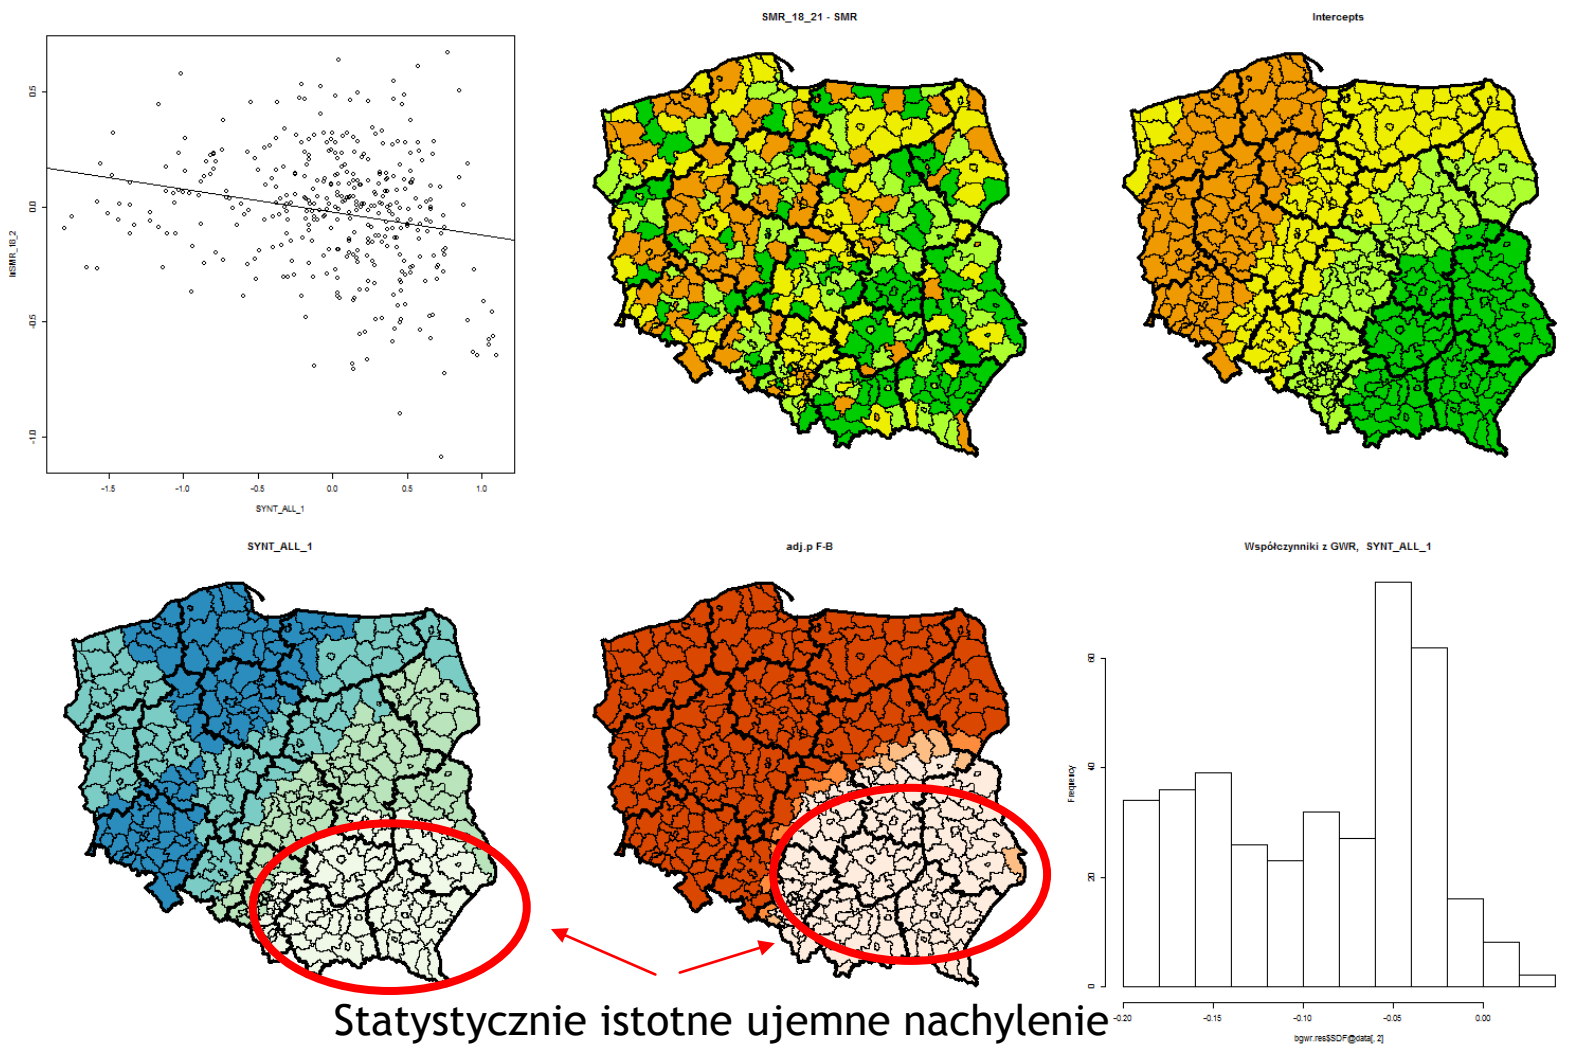 SMR_18_21 - SMR
Intercepts
0.5
0.0
-0.5
-1.0
lnSMR_18_2
-1.5
-1.0
-0.5
0.0
0.5
1.0
SYNT_ALL_1
SYNT_ALL_1
adj.p F-B
Współczynniki z GWR, SYNT_ALL_1
60
40
20
0
Frequency
-0.20
-0.15
-0.10
-0.05
0.00
bgwr.res$SDF@data[, 2]
Statystycznie istotne ujemne nachylenie